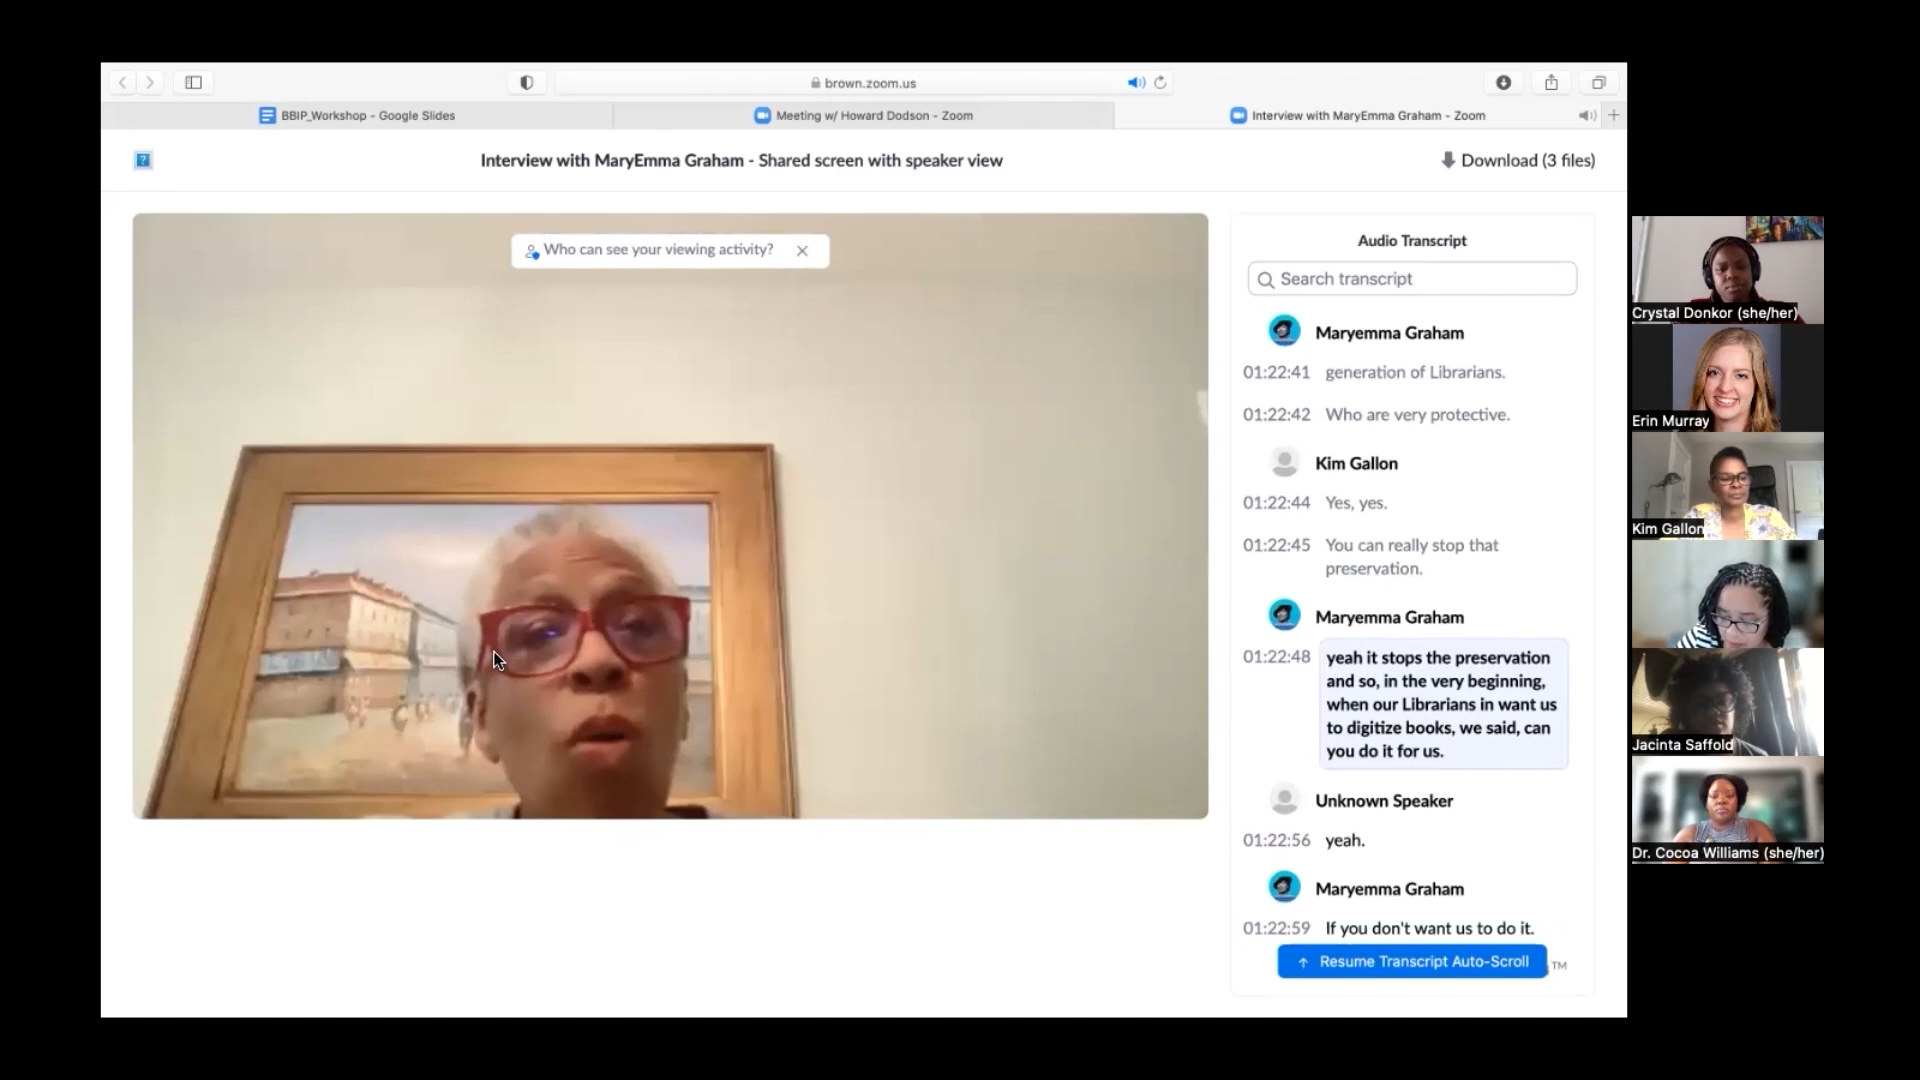 brown.zoom.us
BBIP_Workshop - Google Slides
Meeting w/ Howard Dodson - Zoom
Interview with MaryEmma Graham - Zoom
Interview with MaryEmma Graham - Shared screen with speaker view
Download (3 files)
Who can see your viewing activity?
Audio Transcript
Search transcript
Maryemma Graham
01:22:41 generation of Librarians.
01:22:42 Who are very protective.
Kim Gallon
01:22:44 Yes, yes.
01:22:45 You can really stop that
preservation.
Maryemma Graham
01:22:48 yeah it stops the preservation
and so, in the very beginning,
when our Librarians in want us
to digitize books, we said, can
you do it for us.
Unknown Speaker
01:22:56 yeah.
Maryemma Graham
01:22:59 If you don't want us to do it.
Resume Transcript Auto-Scroll
TM
Crystal Donkor (she/her)
Erin Murray
Kim Gallon
Jacinta Saffold
Dr. Cocoa Williams (she/her)